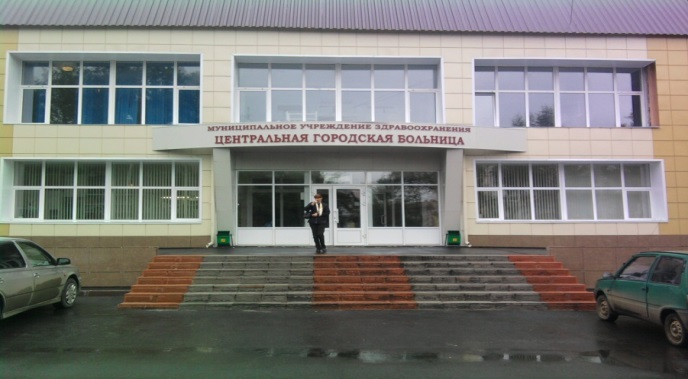 МУНИЦИПАЛЬНОЕ УЧРЕЖДЕНИЕ ЗДРАВООХРАНЕНИЯ
ЦЕНТРАЛЬНАЯ ГОРОДСКАЯ БОЛЬНИЦА